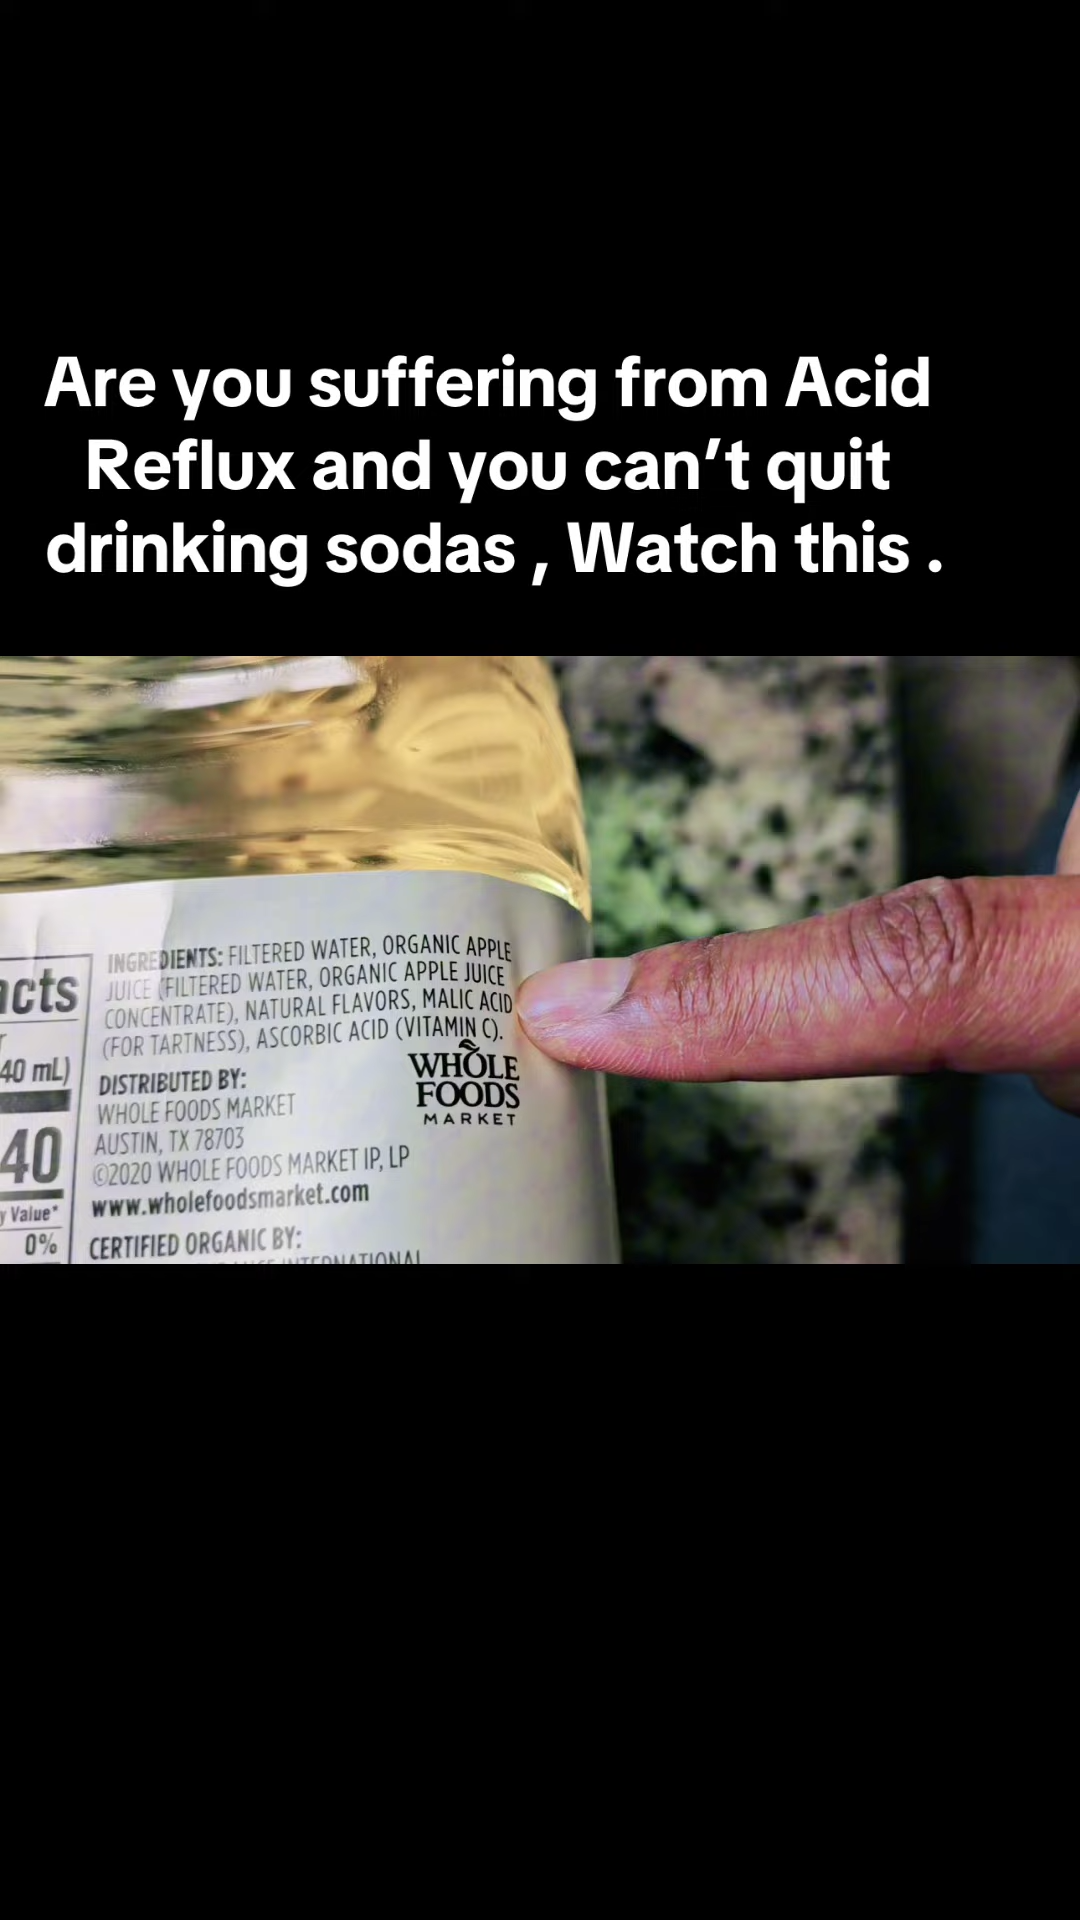 Are you suffering from Acid
Reflux and you can’t quit
drinking sodas , Watch this .
INGREDIENTS: FILTERED WATER, ORGANIC APPLE
JUICE (FILTERED WATER, ORGANIC APPLE JUICE
CONCENTRATE), NATURAL FLAVORS, MALIC ACID
(FOR TARTNESS), ASCORBIC ACID (VITAMIN C).
DISTRIBUTED BY:
WHOLE FOODS MARKET
AUSTIN, TX 78703
©2020 WHOLE FOODS MARKET IP, LP
www.wholefoodsmarket.com
CERTIFIED ORGANIC BY:
INTERNATIONAL
WHOLE
FOODS
MARKET
acts
40 mL)
40
y Value*
0%